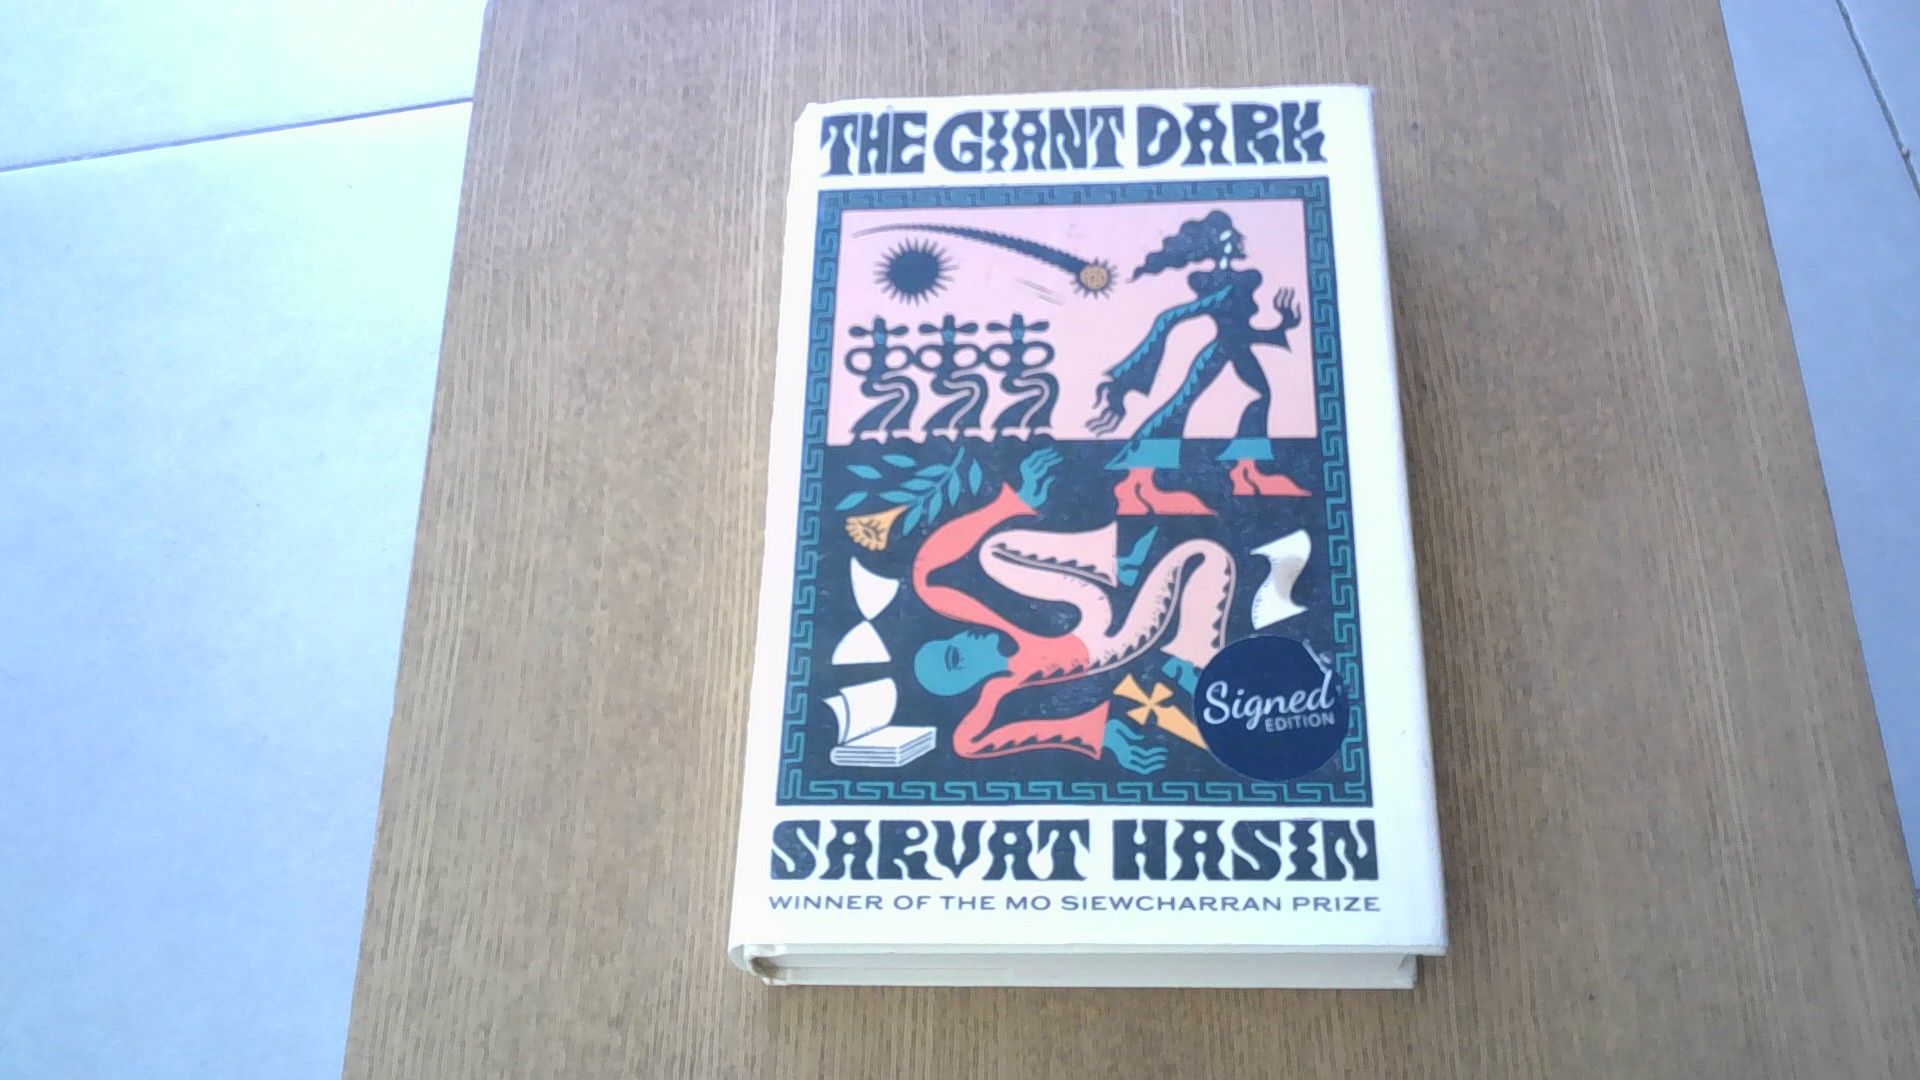 THE GIANT DARK
Signed
EDITION
SARVAT HASIN
WINNER OF THE MO SIEWCHARRAN PRIZE